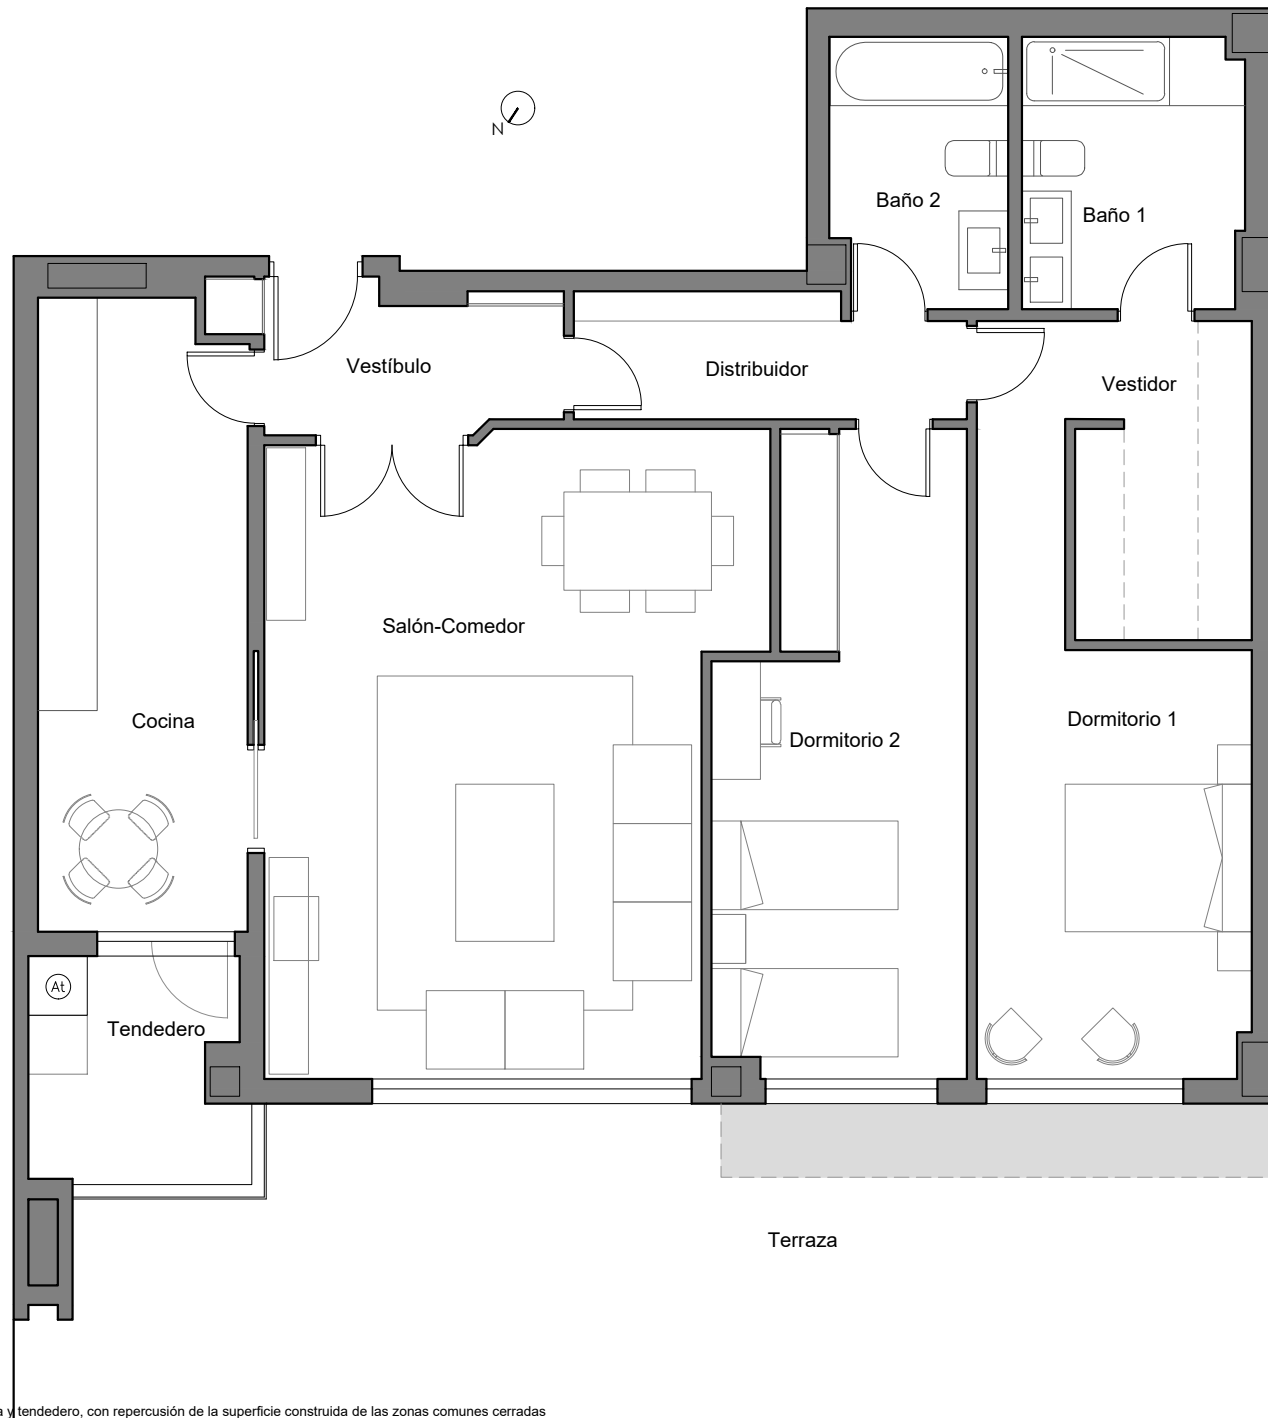 N
Baño 2
Baño 1
Vestíbulo
Distribuidor
Vestidor
Salón-Comedor
Cocina
Dormitorio 2
Dormitorio 1
At
Tendedero
Terraza
y tendedero, con repercusión de la superficie construida de las zonas comunes cerradas